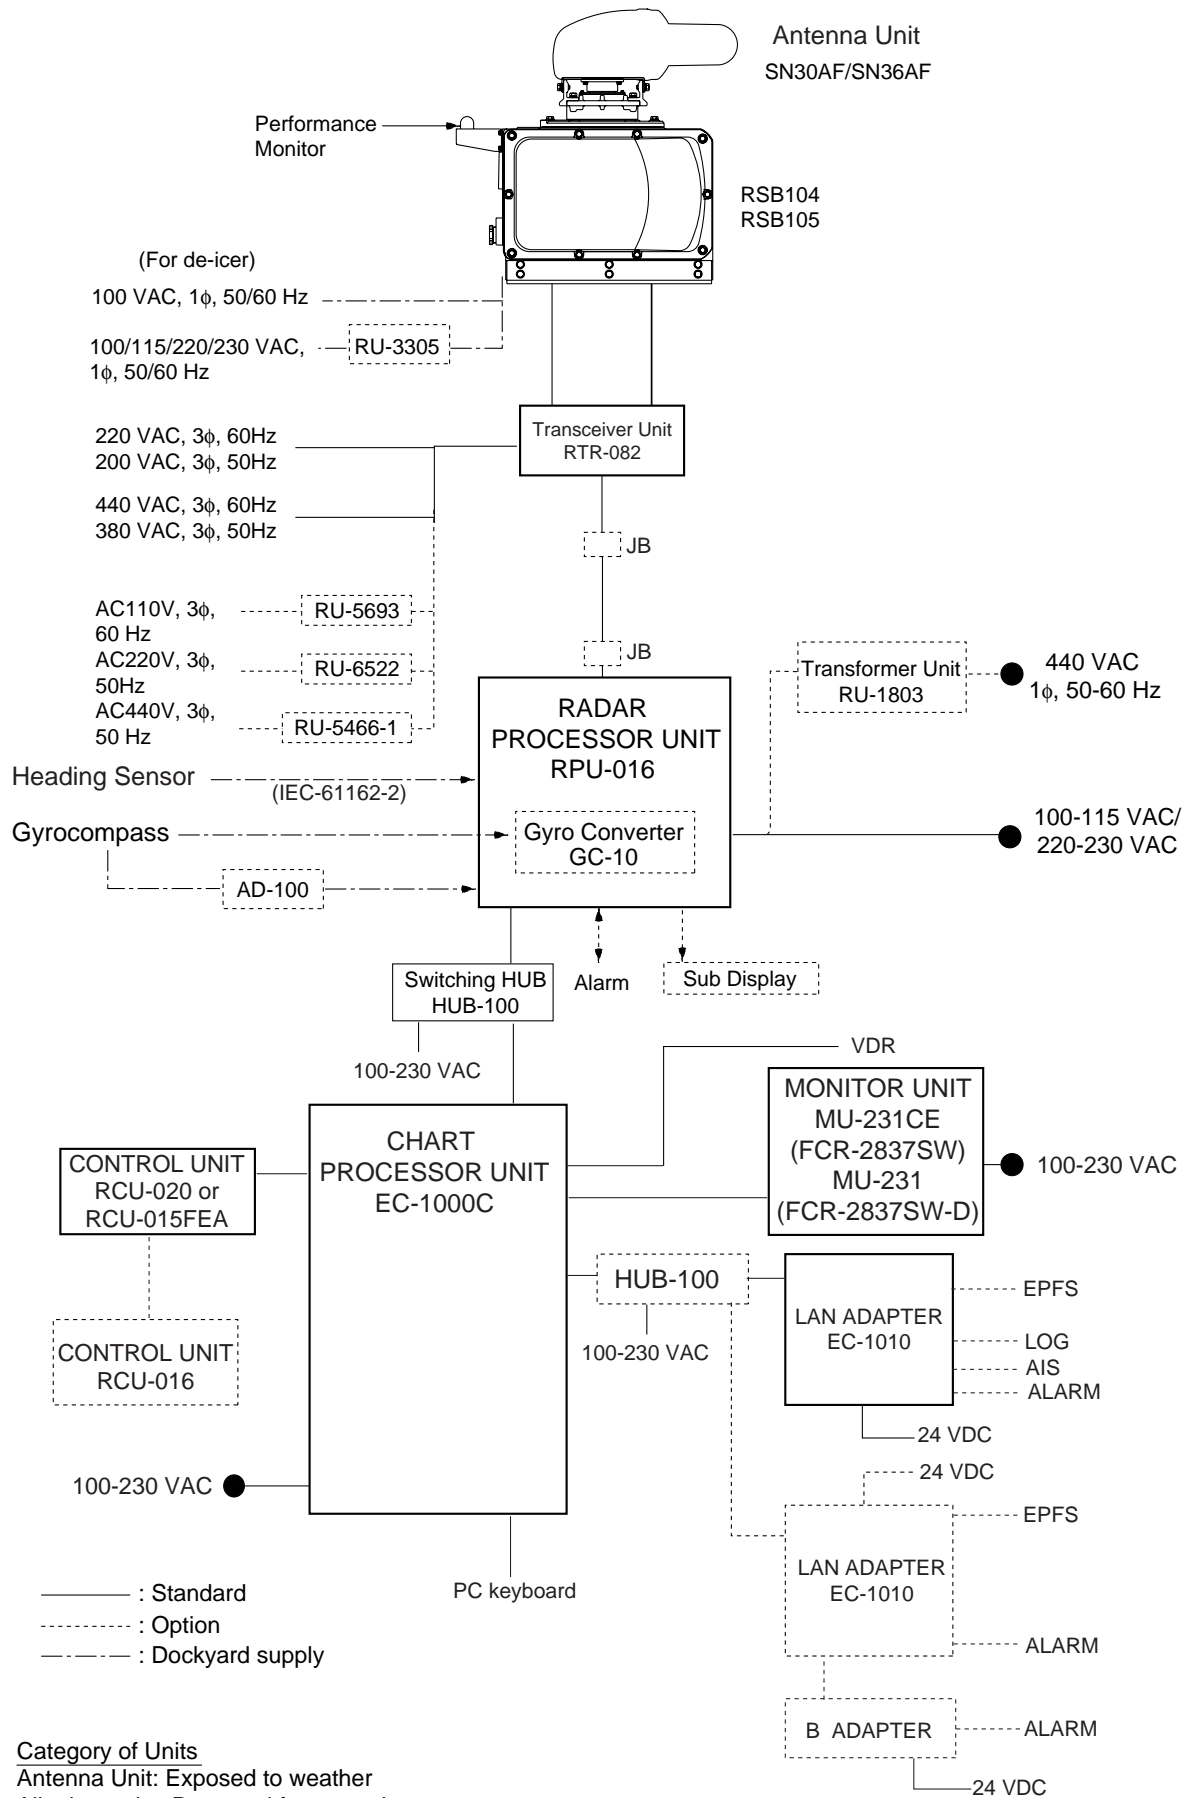 Antenna Unit
SN30AF/SN36AF
Performance
Monitor
RSB104
RSB105
(For de-icer)
100 VAC, 1ϕ, 50/60 Hz
100/115/220/230 VAC,
1ϕ, 50/60 Hz
RU-3305
Transceiver Unit
RTR-082
220 VAC, 3ϕ, 60Hz
200 VAC, 3ϕ, 50Hz
440 VAC, 3ϕ, 60Hz
380 VAC, 3ϕ, 50Hz
JB
AC110V, 3ϕ,
60 Hz
RU-5693
AC220V, 3ϕ,
50Hz
RU-6522
AC440V, 3ϕ,
50 Hz
RU-5466-1
JB
Transformer Unit
RU-1803
440 VAC
1ϕ, 50-60 Hz
RADAR
PROCESSOR UNIT
RPU-016
Heading Sensor
(IEC-61162-2)
Gyrocompass
Gyro Converter
GC-10
100-115 VAC/
220-230 VAC
AD-100
Switching HUB
HUB-100
Alarm
Sub Display
100-230 VAC
VDR
MONITOR UNIT
MU-231CE
(FCR-2837SW)
MU-231
(FCR-2837SW-D)
100-230 VAC
CHART
PROCESSOR UNIT
EC-1000C
CONTROL UNIT
RCU-020 or
RCU-015FEA
HUB-100
100-230 VAC
LAN ADAPTER
EC-1010
EPFS
LOG
AIS
ALARM
24 VDC
CONTROL UNIT
RCU-016
100-230 VAC
24 VDC
EPFS
LAN ADAPTER
EC-1010
ALARM
PC keyboard
: Standard
: Option
: Dockyard supply
B ADAPTER
ALARM
24 VDC
Category of Units
Antenna Unit: Exposed to weather